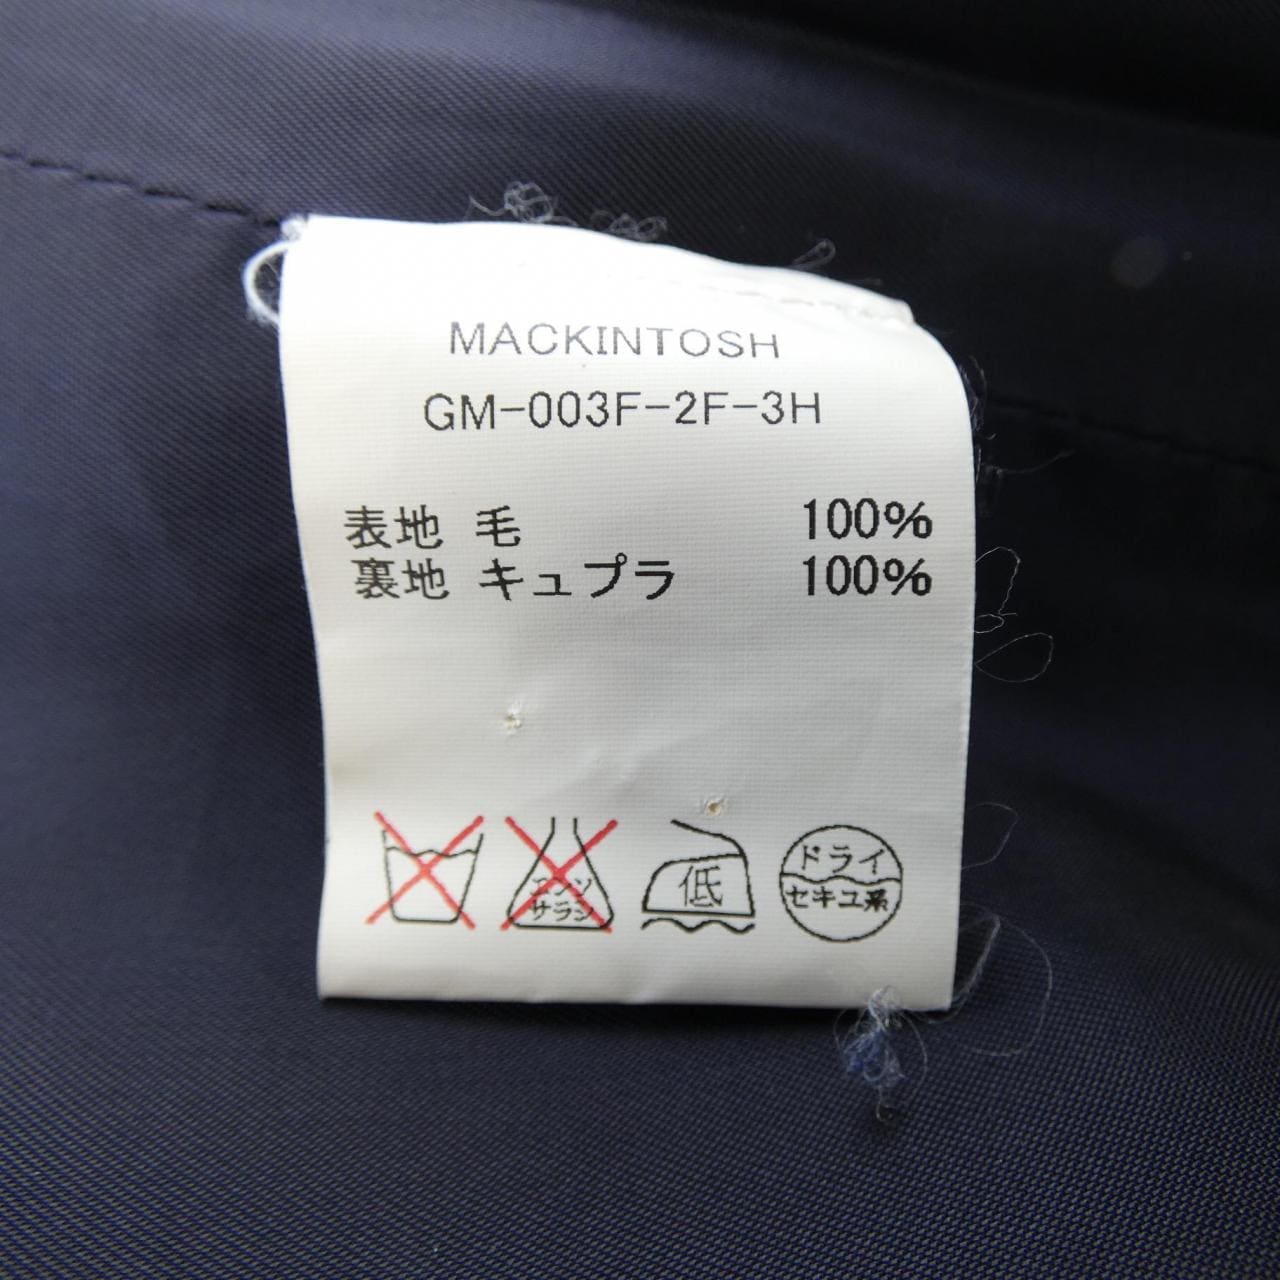 MACKINTOSH
GM-003F-2F-3H
表地 毛 100%
裏地 キュプラ 100%
エンソ
サラシ
低
ドライ
セキユ系